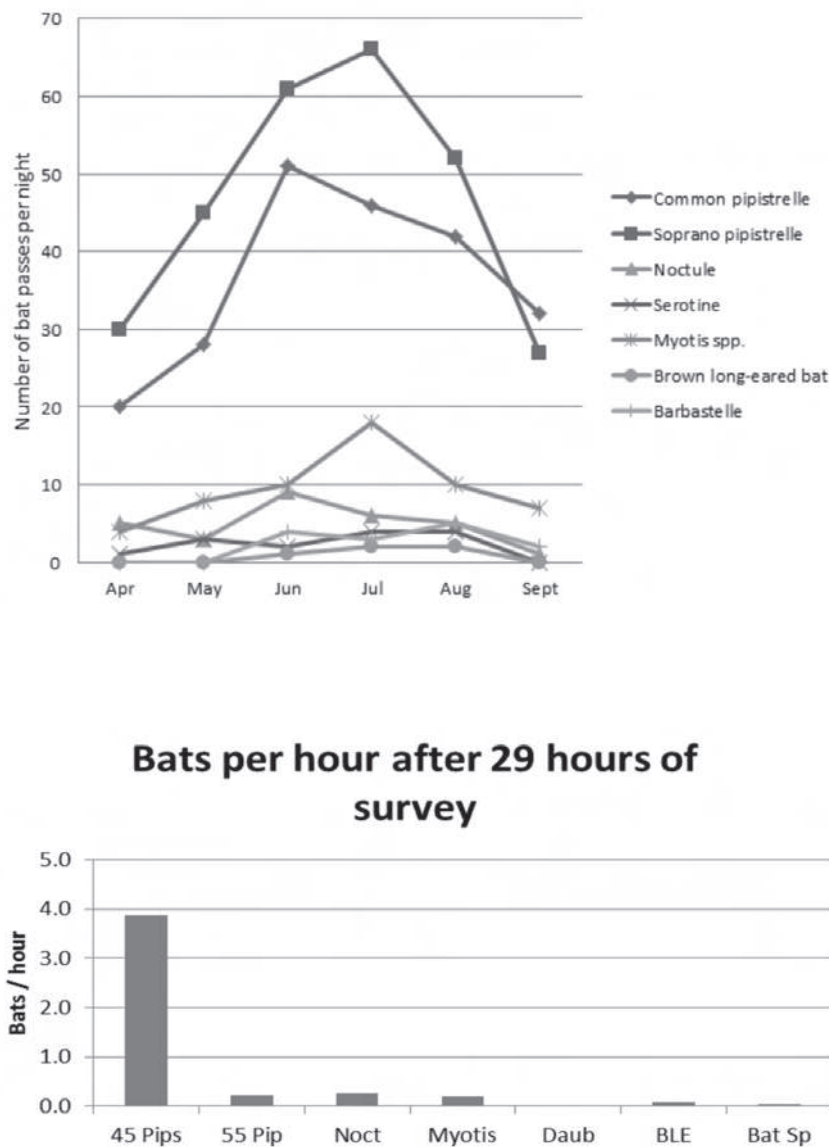 70
60
50
40
30
20
10
0
Number of bat passes per night
Apr May Jun Jul Aug Sept
Common pipistrelle
Soprano pipistrelle
Noctule
Serotine
Myotis spp.
Brown long-eared bat
Barbastelle
Bats per hour after 29 hours of
survey
5.0
4.0
3.0
2.0
1.0
0.0
Bats / hour
45 Pips 55 Pip Noct Myotis Daub BLE Bat Sp